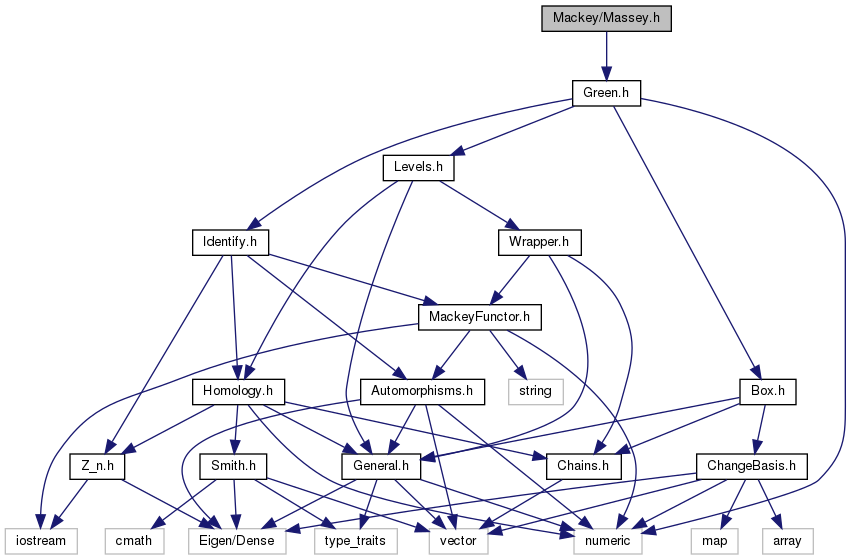 Mackey/Massey.h
Green.h
Levels.h
Identify.h
Wrapper.h
MackeyFunctor.h
Homology.h
Automorphisms.h
string
Box.h
Z_n.h
Smith.h
General.h
Chains.h
ChangeBasis.h
iostream
cmath
Eigen/Dense
type_traits
vector
numeric
map
array